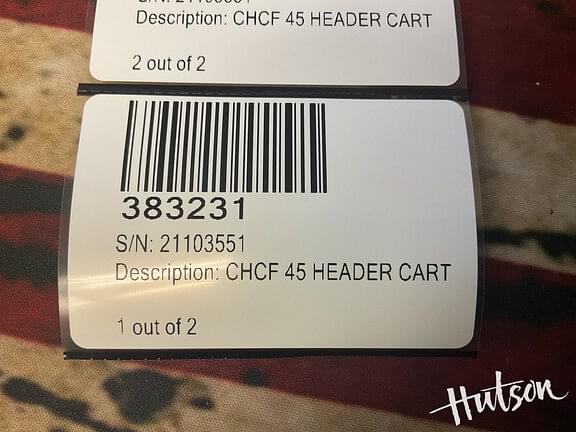 S/N: 21103551
Description: CHCF 45 HEADER CART
2 out of 2
383231
S/N: 21103551
Description: CHCF 45 HEADER CART
1 out of 2
Hutson